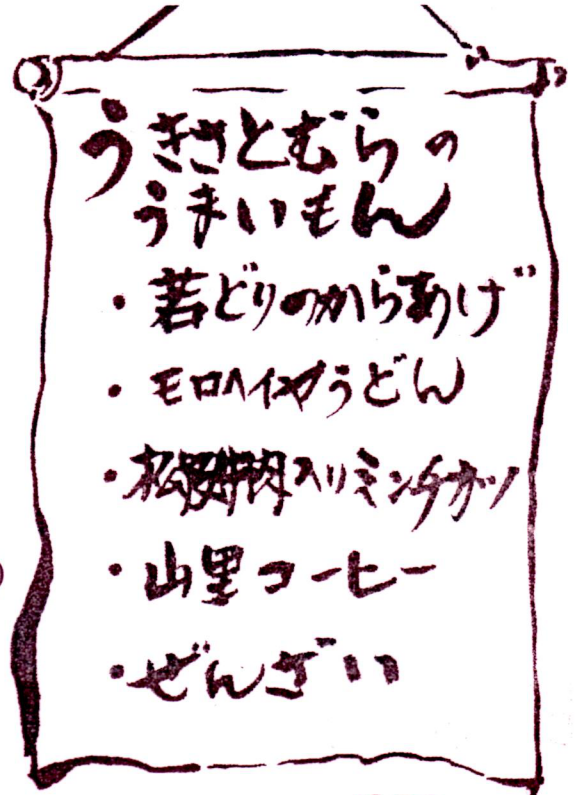 うきさとむらの
うまいもん
・若どりのからあげ
・モロヘイヤうどん
・松阪牛肉入りミンチカツ
・山里コーヒー
・ぜんざい